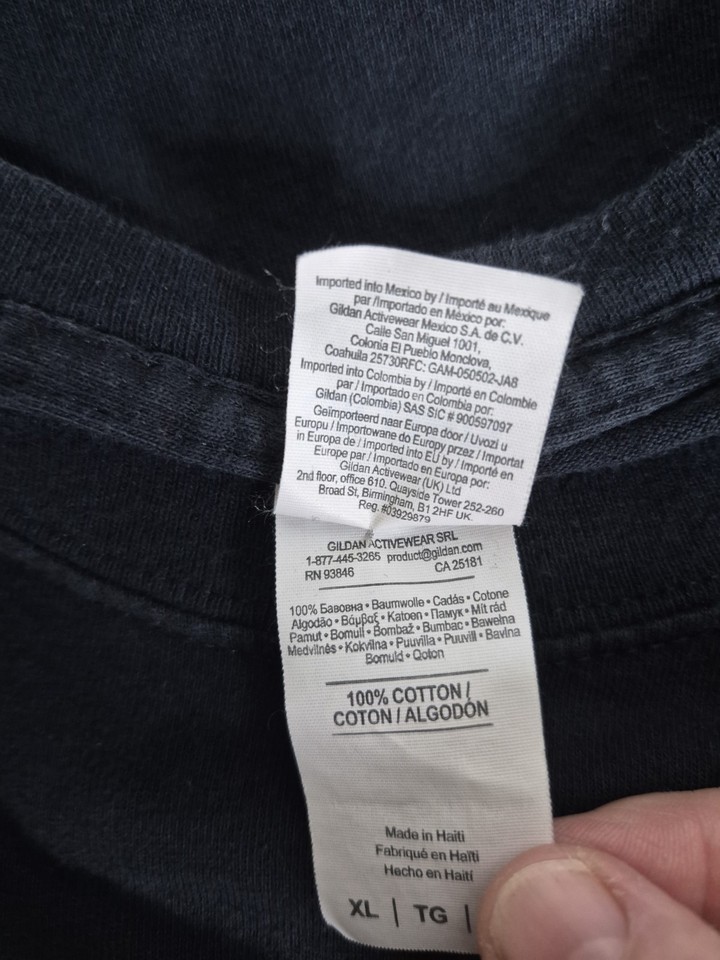 Imported into Mexico by / Importé au Mexique
par /Importado en México por:
Gildan Activewear Mexico S.A. de C.V.
Calle San Miguel 1001,
Colonia El Pueblo Monclova,
Coahuila 25730RFC: GAM-050502-JA8
Imported into Colombia by / Importé en Colombie
par / Importado en Colombia por:
Gildan (Colombia) SAS SIC # 900597097
Geïmporteerd naar Europa door / Uvozi u
Europu / Importowane do Europy przez / Importat
in Europa de / Imported into EU by / Importé en
Europe par / Importado en Europa por:
Gildan Activewear (UK) Ltd
2nd floor, office 610, Quayside Tower 252-260
Broad St, Birmingham, B1 2HF UK.
Reg. #03929879
GILDAN ACTIVEWEAR SRL
1-877-445-3265 product@gildan.com
RN 93846 CA 25181
100% Бавовна • Baumwolle • Cadás • Cotone
Algodão • Βάμβαξ • Katoen • Памук • Mit rád
Pamut • Bomull • Bombaž • Bumbac • Bawełna
Medvilnės • Kokvilna • Puuvilla • Puuvill • Bavlna
Bomuld • Qoton
100% COTTON /
COTON / ALGODÓN
Made in Haiti
Fabriqué en Haïti
Hecho en Haití
XL | TG |